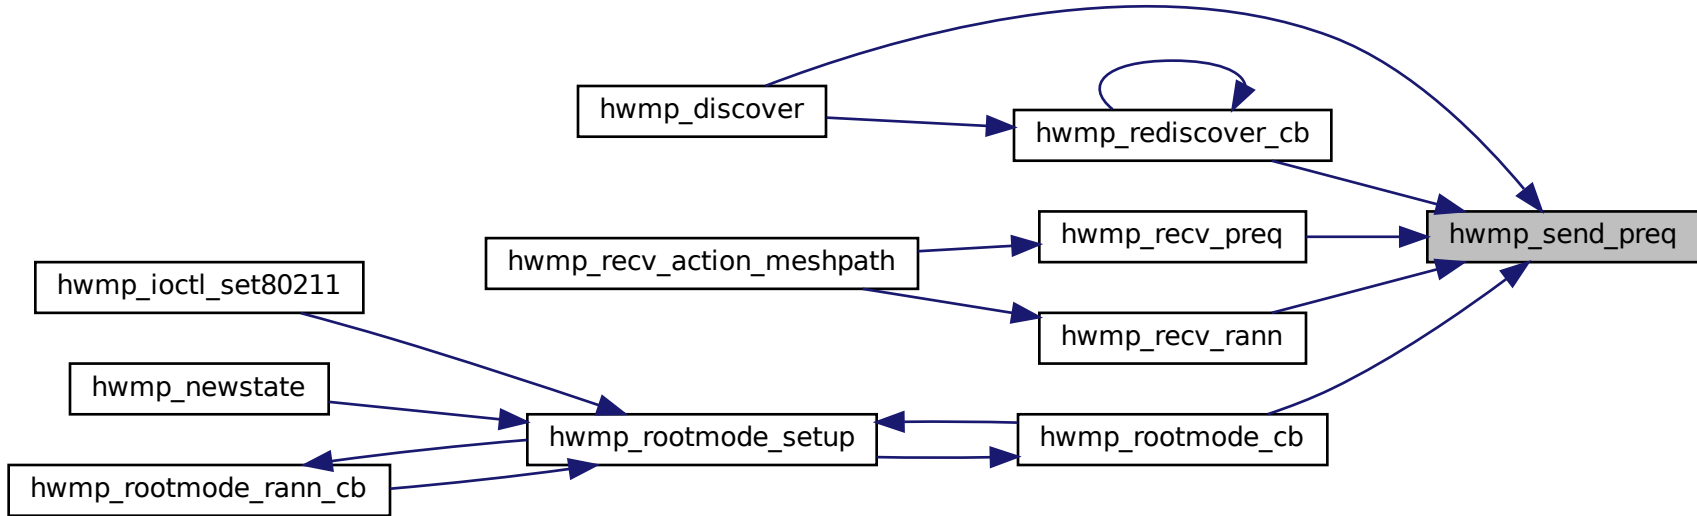 hwmp_discover
hwmp_rediscover_cb
hwmp_recv_preq
hwmp_send_preq
hwmp_recv_action_meshpath
hwmp_ioctl_set80211
hwmp_recv_rann
hwmp_newstate
hwmp_rootmode_setup
hwmp_rootmode_cb
hwmp_rootmode_rann_cb